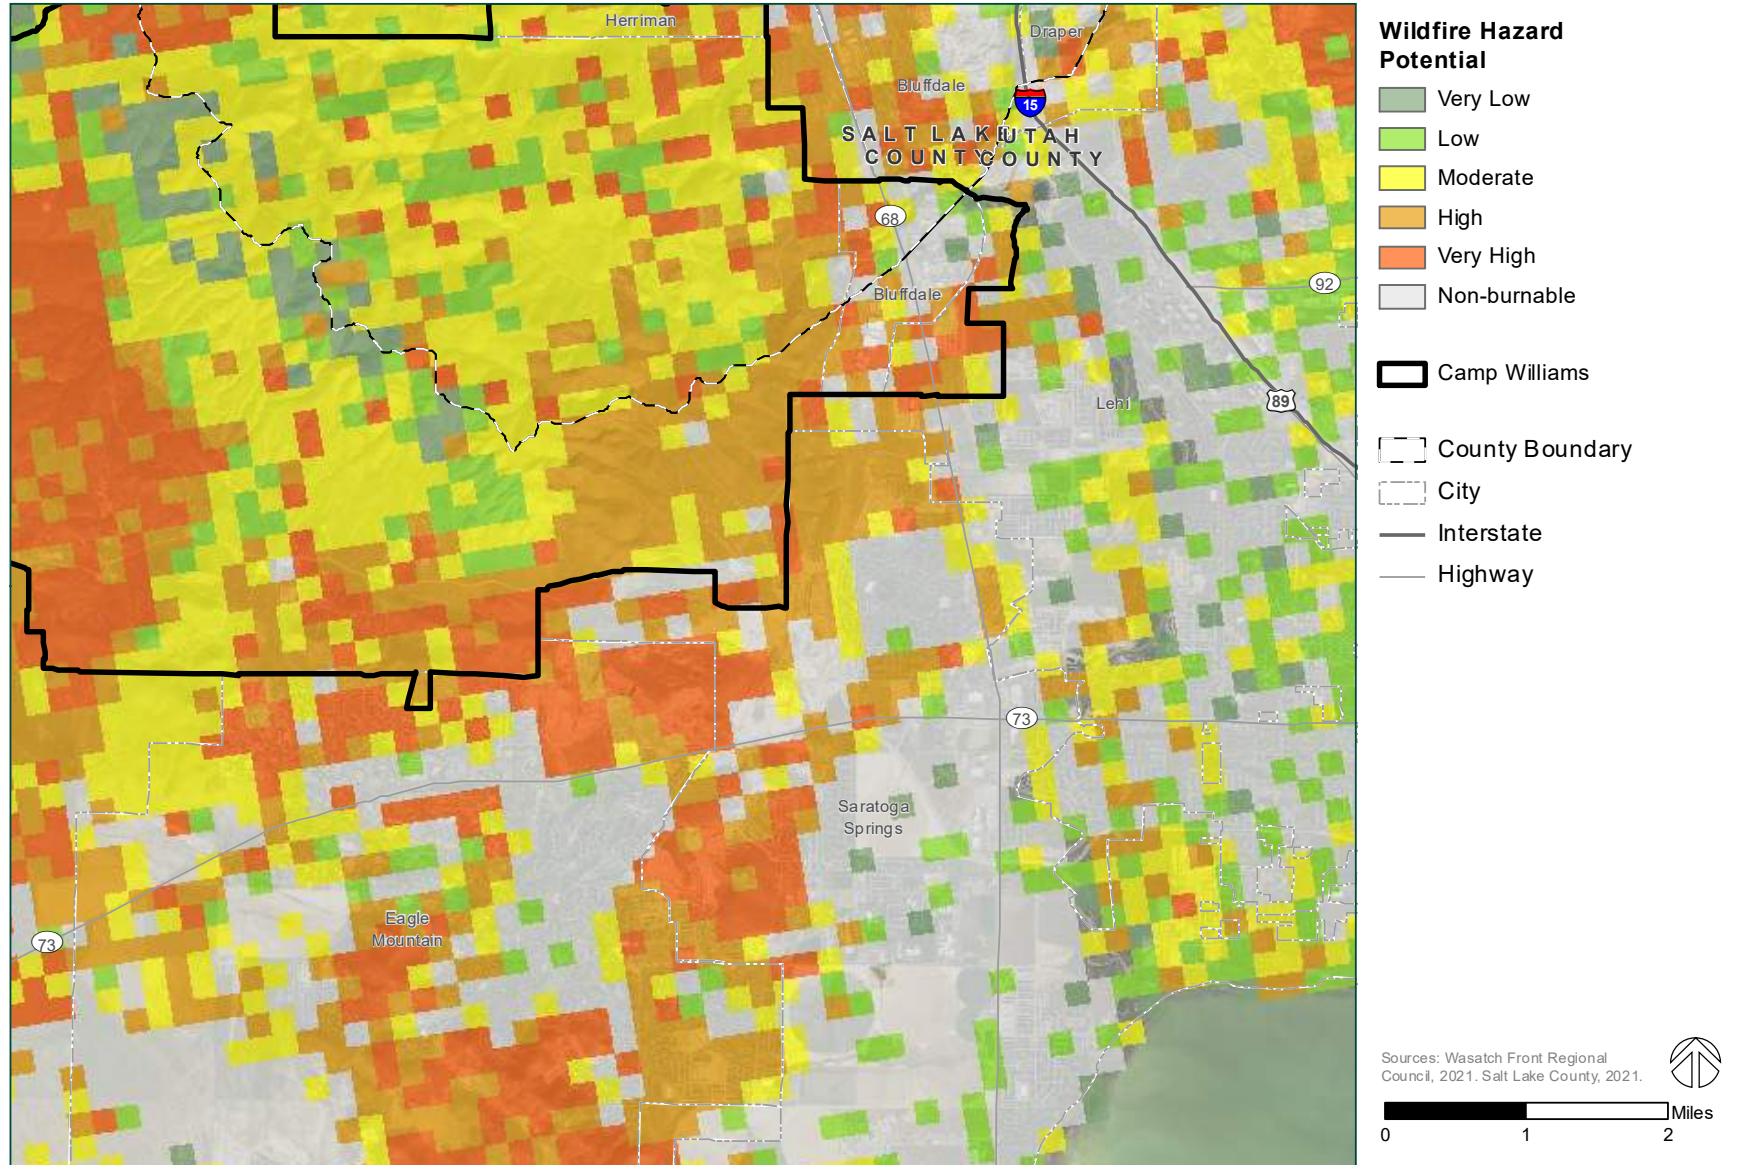 Herriman
Draper
Bluffdale
15
SALT LAKE
COUNTY
UTAH
COUNTY
68
Bluffdale
92
89
Lehi
73
Saratoga
Springs
Eagle
Mountain
73
Wildfire Hazard
Potential
Very Low
Low
Moderate
High
Very High
Non-burnable
Camp Williams
County Boundary
City
Interstate
Highway
Sources: Wasatch Front Regional
Council, 2021. Salt Lake County, 2021.
Miles
0 1 2